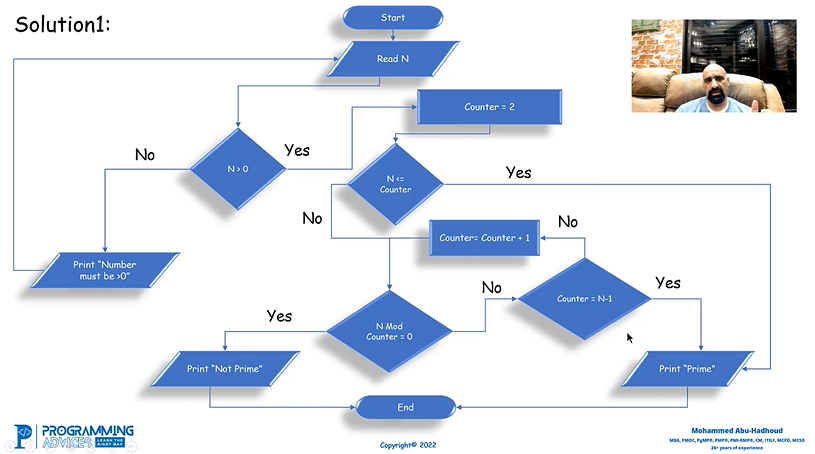 Solution1:
Start
Read N
Counter = 2
No
Yes
N > 0
N <=
Counter
Yes
No
Counter= Counter + 1
No
Print "Number
must be >0"
Counter = N-1
No
Yes
Yes
N Mod
Counter = 0
Print "Not Prime"
Print "Prime"
End
PROGRAMMING
ADVICES
LEARN THE
RIGHT WAY
Copyright© 2022
Mohammed Abu-Hadhoud
MBA, PMOC, PgMP®, PMP®, PMI-RMP®, CM, ITILF, MCPD, MCSD
26+ years of experience